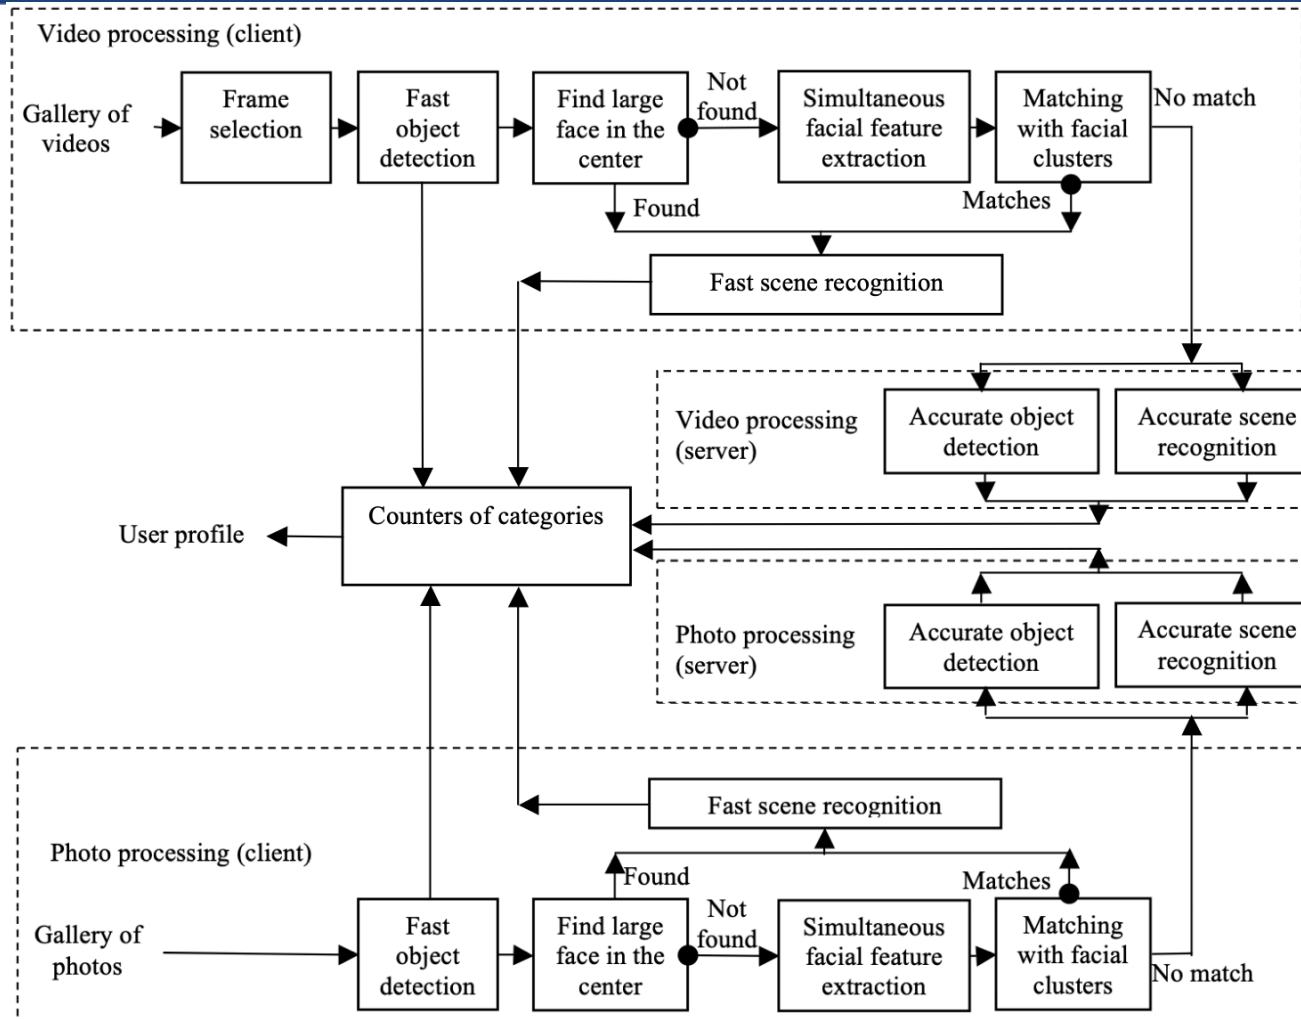 Video processing (client)
Gallery of
videos
Frame
selection
Fast
object
detection
Find large
face in the
center
Not
found
Simultaneous
facial feature
extraction
Matching
with facial
clusters
No match
Found
Matches
Fast scene recognition
Video processing
(server)
Accurate object
detection
Accurate scene
recognition
Counters of categories
User profile
Photo processing
(server)
Accurate object
detection
Accurate scene
recognition
Fast scene recognition
Photo processing (client)
Found
Matches
Gallery of
photos
Fast
object
detection
Find large
face in the
center
Not
found
Simultaneous
facial feature
extraction
Matching
with facial
clusters
No match